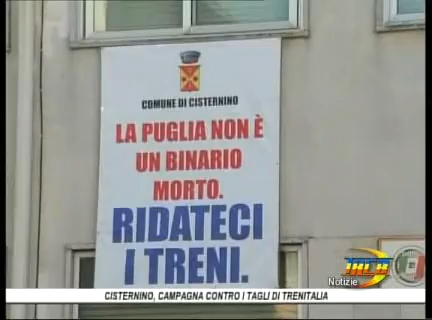 COMUNE DI CISTERNINO
LA PUGLIA NON È
UN BINARIO
MORTO.
RIDATECI
I TRENI.
Notizie
CISTERNINO, CAMPAGNA CONTRO I TAGLI DI TRENITALIA